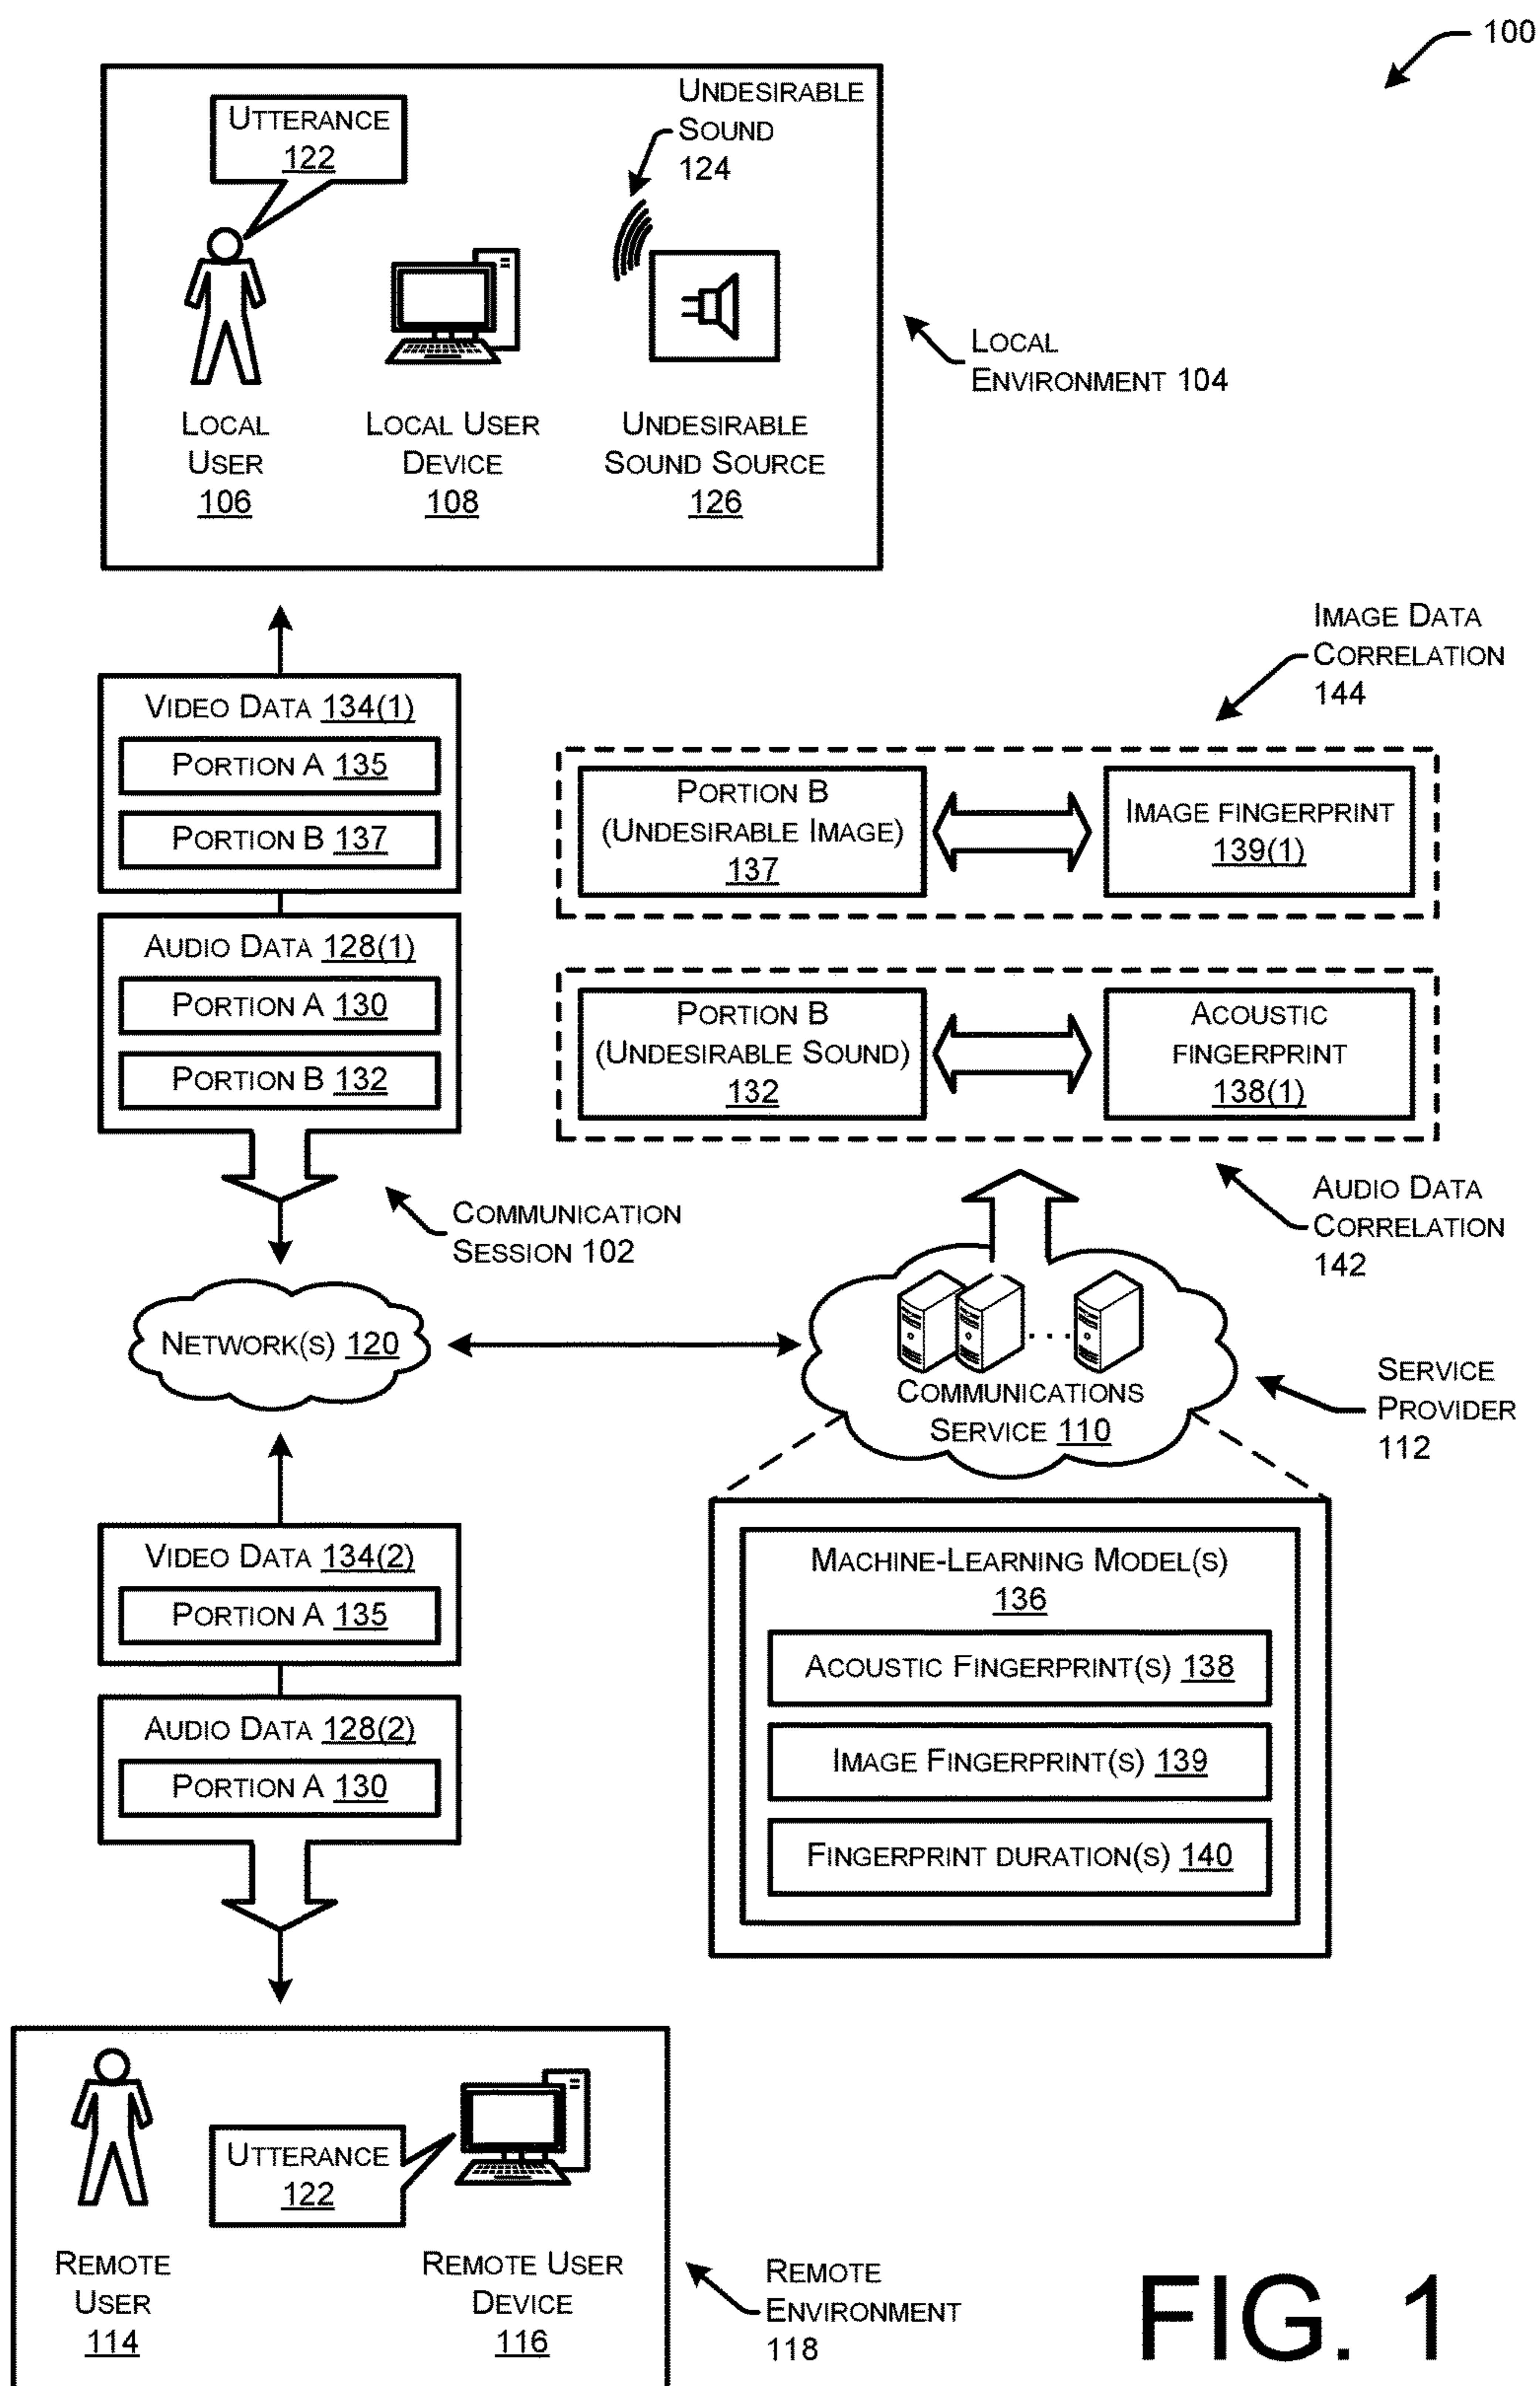 100
UTTERANCE
122
UNDESIRABLE
SOUND
124
LOCAL
ENVIRONMENT 104
LOCAL
USER
106
LOCAL USER
DEVICE
108
UNDESIRABLE
SOUND SOURCE
126
VIDEO DATA 134(1)
PORTION A 135
PORTION B 137
AUDIO DATA 128(1)
PORTION A 130
PORTION B 132
IMAGE DATA
CORRELATION
144
PORTION B
(UNDESIRABLE IMAGE)
137
IMAGE FINGERPRINT
139(1)
PORTION B
(UNDESIRABLE SOUND)
132
ACOUSTIC
FINGERPRINT
138(1)
AUDIO DATA
CORRELATION
142
COMMUNICATION
SESSION 102
NETWORK(S) 120
COMMUNICATIONS
SERVICE 110
SERVICE
PROVIDER
112
VIDEO DATA 134(2)
PORTION A 135
AUDIO DATA 128(2)
PORTION A 130
MACHINE-LEARNING MODEL(S)
136
ACOUSTIC FINGERPRINT(S) 138
IMAGE FINGERPRINT(S) 139
FINGERPRINT DURATION(S) 140
UTTERANCE
122
REMOTE
USER
114
REMOTE USER
DEVICE
116
REMOTE
ENVIRONMENT
118
FIG. 1